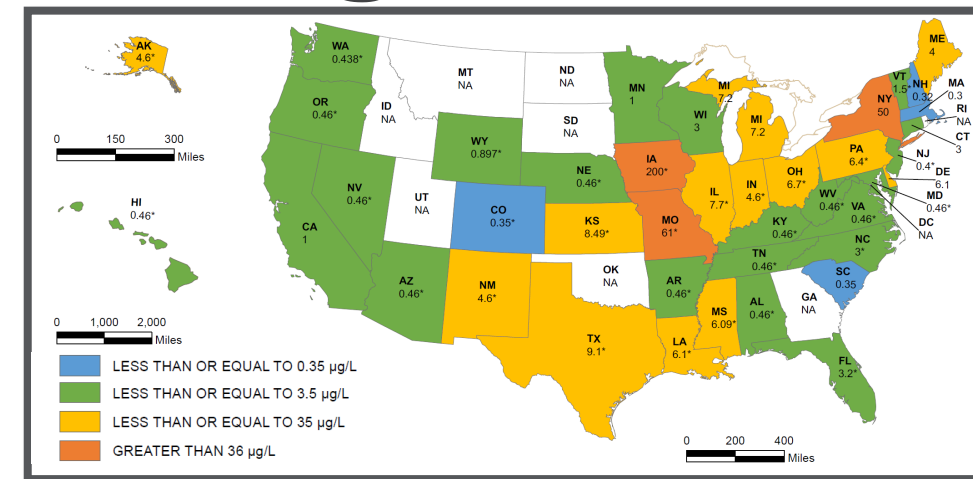 AK
4.6*
0 150 300
Miles
HI
0.46*
0 1,000 2,000
Miles
WA
0.438*
OR
0.46*
CA
1
NV
0.46*
ID
NA
MT
NA
WY
0.897*
UT
NA
AZ
0.46*
CO
0.35*
NM
4.6*
ND
NA
SD
NA
NE
0.46*
KS
8.49*
OK
NA
TX
9.1*
MN
1
IA
200*
MO
61*
AR
0.46*
LA
6.1*
WI
3
MI
7.2
MI
7.2
IL
7.7*
IN
4.6*
OH
6.7*
KY
0.46*
TN
0.46*
MS
6.09*
AL
0.46*
GA
NA
FL
3.2*
SC
0.35
NC
3*
VA
0.46*
WV
0.46*
PA
6.4*
NY
50
VT
1.5*
NH
0.32
ME
4
MA
0.3
RI
NA
CT
3
NJ
0.4*
DE
6.1
MD
0.46*
DC
NA
LESS THAN OR EQUAL TO 0.35 µg/L
LESS THAN OR EQUAL TO 3.5 µg/L
LESS THAN OR EQUAL TO 35 µg/L
GREATER THAN 36 µg/L
0 200 400
Miles